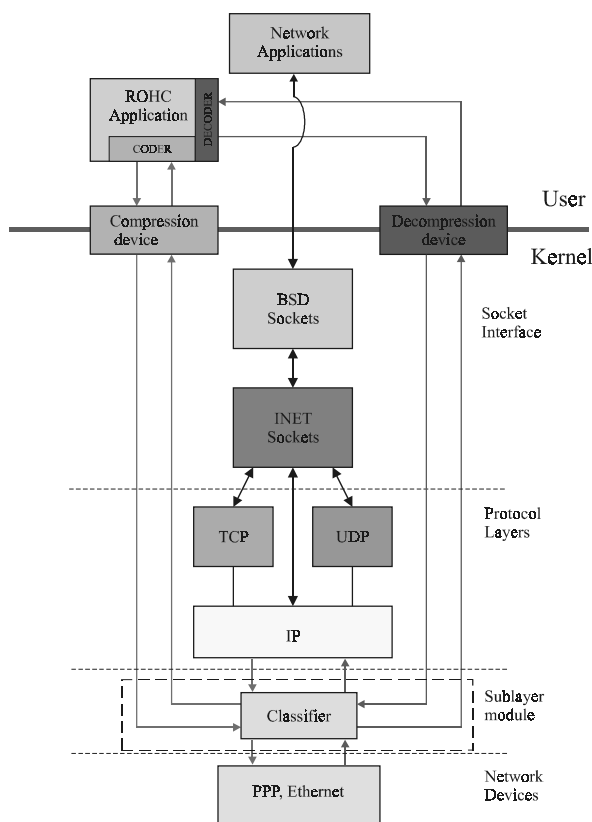 Network
Applications
ROHC
Application
DECODER
CODER
User
Compression
device
Decompression
device
Kernel
BSD
Sockets
Socket
Interface
INET
Sockets
Protocol
Layers
TCP
UDP
IP
Sublayer
module
Classifier
Network
Devices
PPP, Ethernet